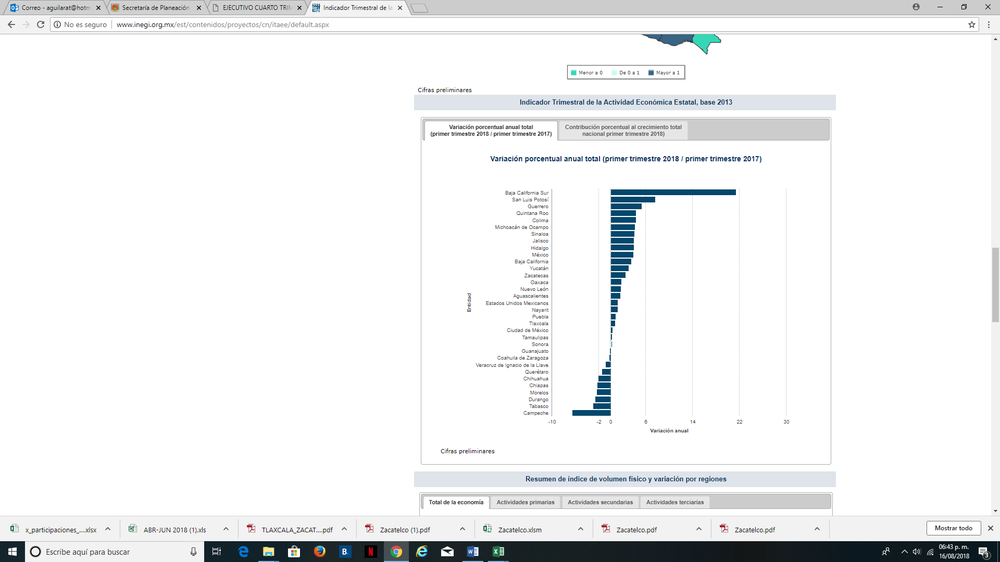 Correo - aguilarat@hotm
Secretaría de Planeación
EJECUTIVO CUARTO TRIM
Indicador Trimestral de la
No es seguro
www.inegi.org.mx/est/contenidos/proyectos/cn/itaee/default.aspx
Menor a 0
De 0 a 1
Mayor a 1
Cifras preliminares
Indicador Trimestral de la Actividad Económica Estatal, base 2013
Variación porcentual anual total
(primer trimestre 2018 / primer trimestre 2017)
Contribución porcentual al crecimiento total
nacional primer trimestre 2018)
Variación porcentual anual total (primer trimestre 2018 / primer trimestre 2017)
Entidad
Baja California Sur
San Luis Potosí
Guerrero
Quintana Roo
Colima
Michoacán de Ocampo
Sinaloa
Jalisco
Hidalgo
México
Baja California
Yucatán
Zacatecas
Oaxaca
Nuevo León
Aguascalientes
Estados Unidos Mexicanos
Nayarit
Puebla
Tlaxcala
Ciudad de México
Tamaulipas
Sonora
Guanajuato
Coahuila de Zaragoza
Veracruz de Ignacio de la Llave
Querétaro
Chihuahua
Chiapas
Morelos
Durango
Tabasco
Campeche
-10 -2 0 6 14 22 30
Variación anual
Cifras preliminares
Resumen de índice de volumen físico y variación por regiones
Total de la economía
Actividades primarias
Actividades secundarias
Actividades terciarias
x_participaciones_....xlsx
ABR-JUN 2018 (1).xls
TLAXCALA_ZACAT....pdf
Zacatelco (1).pdf
Zacatelco.xlsm
Zacatelco.pdf
Zacatelco.pdf
Mostrar todo
Escribe aquí para buscar
B.
N
06:43 p. m.
16/08/2018
3